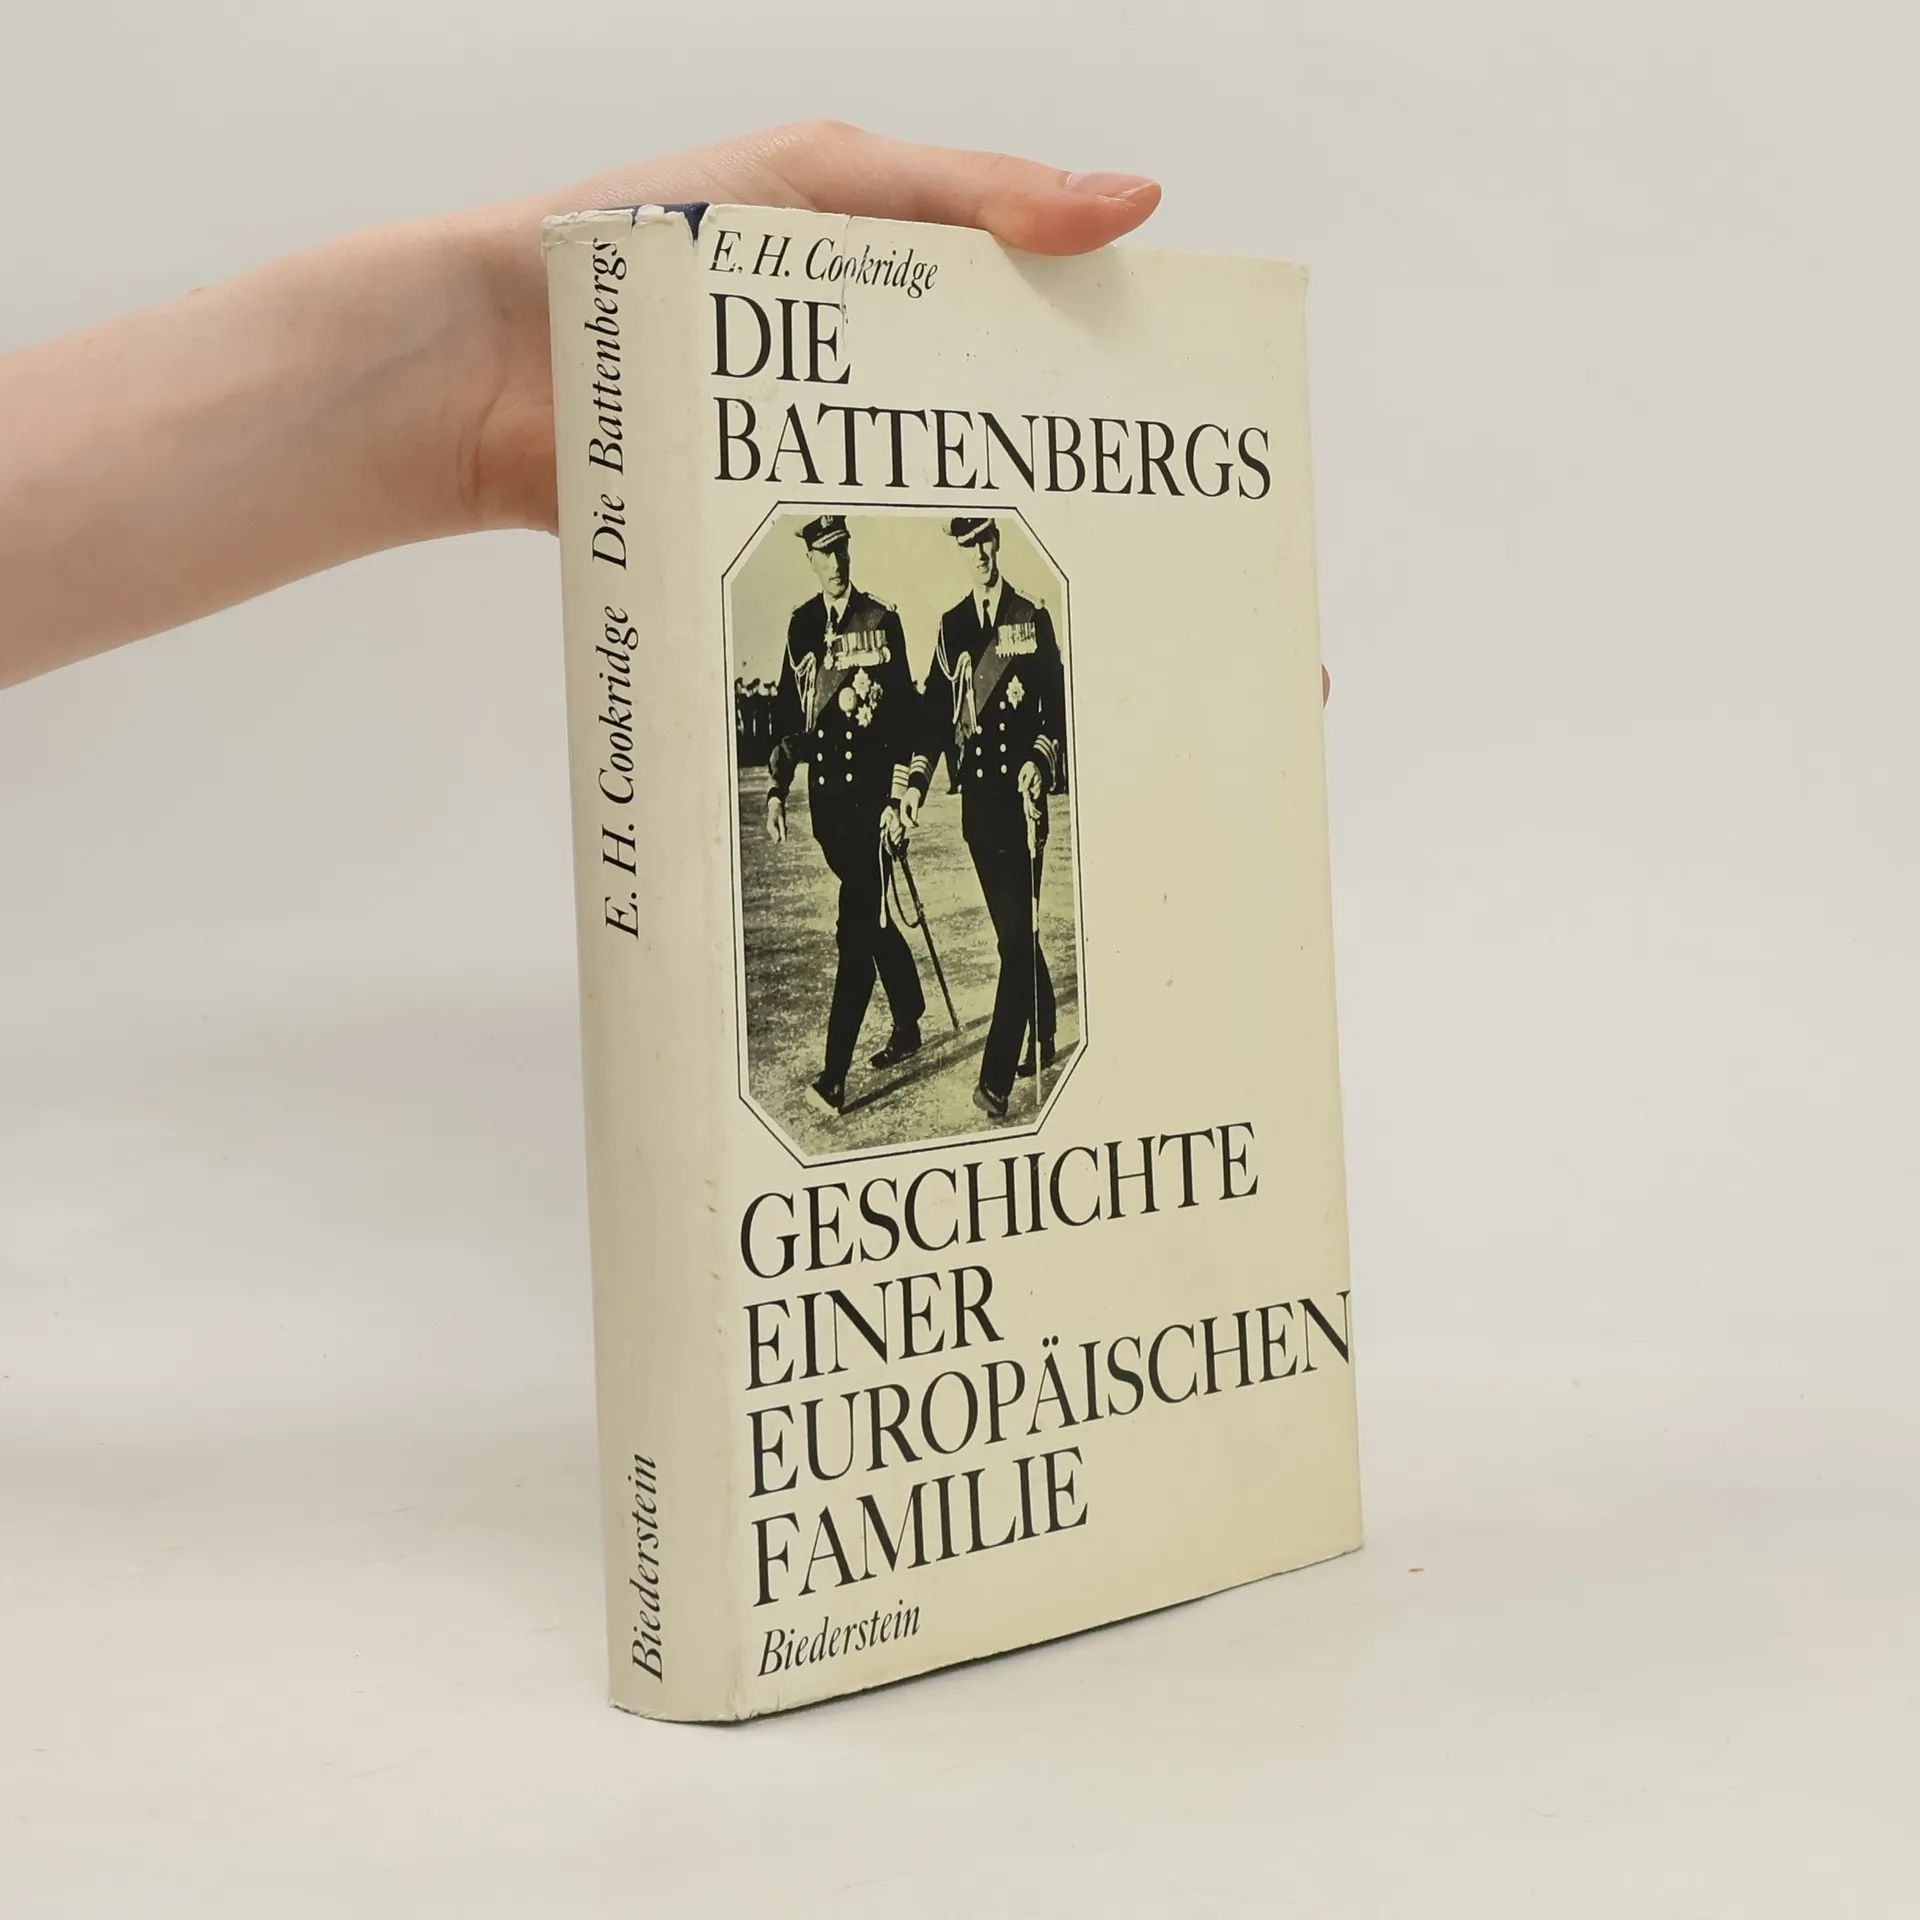 E. H. Cookridge Die Battenbergs
Biederstein
E. H. Cookridge
DIE
BATTENBERGS
GESCHICHTE
EINER
EUROPÄISCHEN
FAMILIE
Biederstein